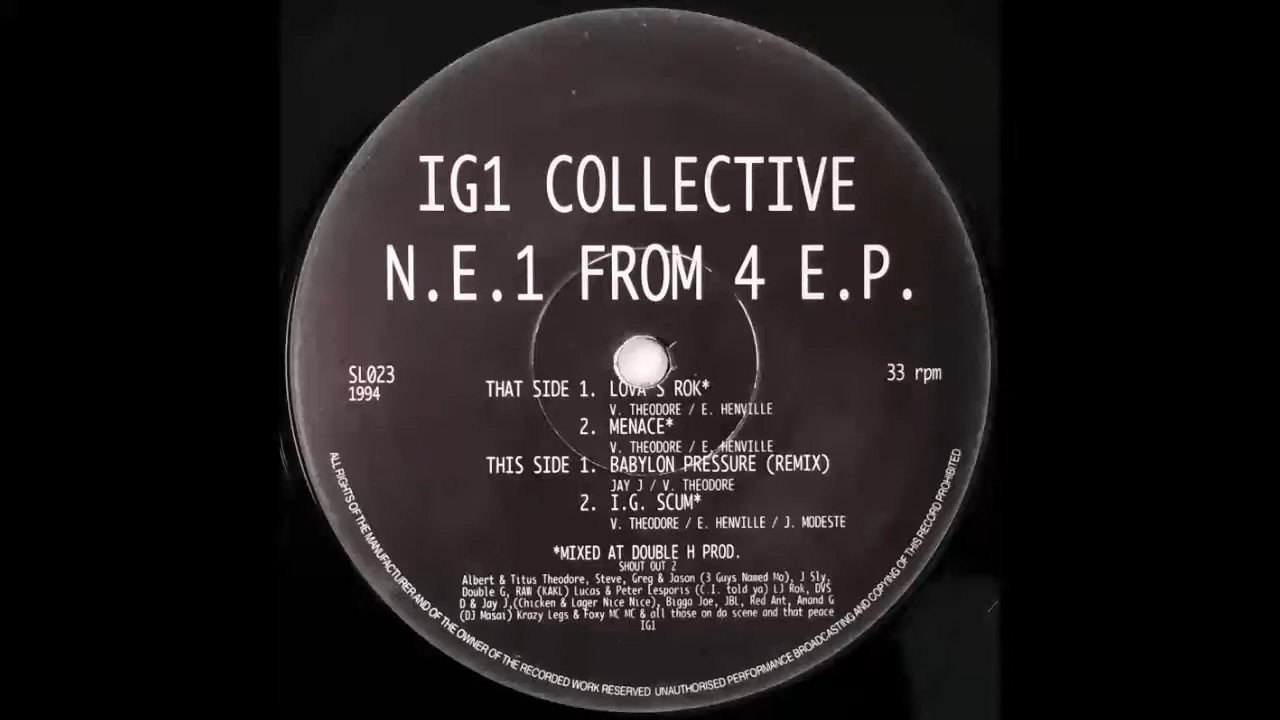 IG1 COLLECTIVE
N.E.1 FROM 4 E.P.
SL023
1994
33 rpm
THAT SIDE 1. LOVA'S ROK*
V. THEODORE / E. HENVILLE
2. MENACE*
V. THEODORE / E. HENVILLE
THIS SIDE 1. BABYLON PRESSURE (REMIX)
JAY J / V. THEODORE
2. I.G. SCUM*
V. THEODORE / E. HENVILLE / J. MODESTE
*MIXED AT DOUBLE H PROD.
SHOUT OUT 2
Albert & Titus Theodore, Steve, Greg & Jason (3 Guys Named Mo), J Sly,
Double G, RAW (KAKL) Lucas & Peter Lesporis (C.I. told ya) LJ Rok, DVS
D & Jay J,(Chicken & Lager Nice Nice), Bigga Joe, JBL, Red Ant, Anand G
(DJ Masai) Krazy Legs & Foxy MC MC & all those on da scene and that peace
IG1
ALL RIGHTS OF THE MANUFACTURER AND OF THE OWNER OF THE RECORDED WORK RESERVED UNAUTHORISED PERFORMANCE BROADCASTING AND COPYING OF THIS RECORD PROHIBITED